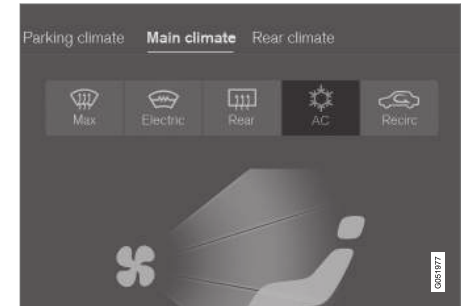 Parking climate Main climate Rear climate
Max Electric Rear AC Recirc
G051977